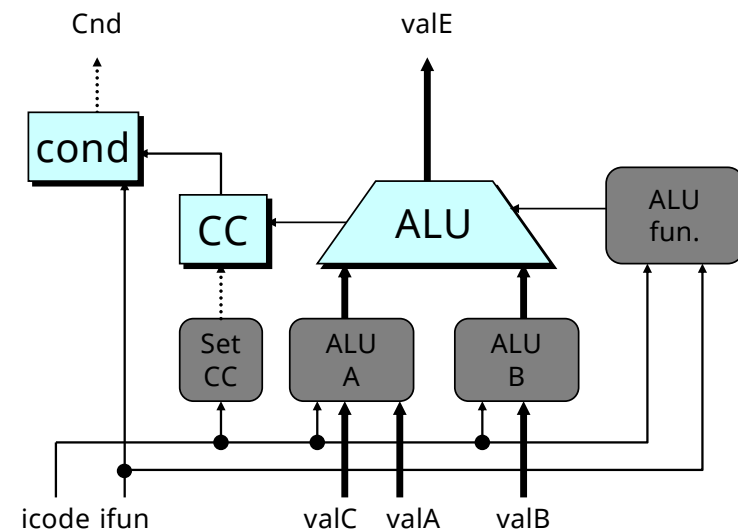 Cnd
valE
cond
CC
ALU
ALU
fun.
Set
CC
ALU
A
ALU
B
icode ifun
valC
valA
valB